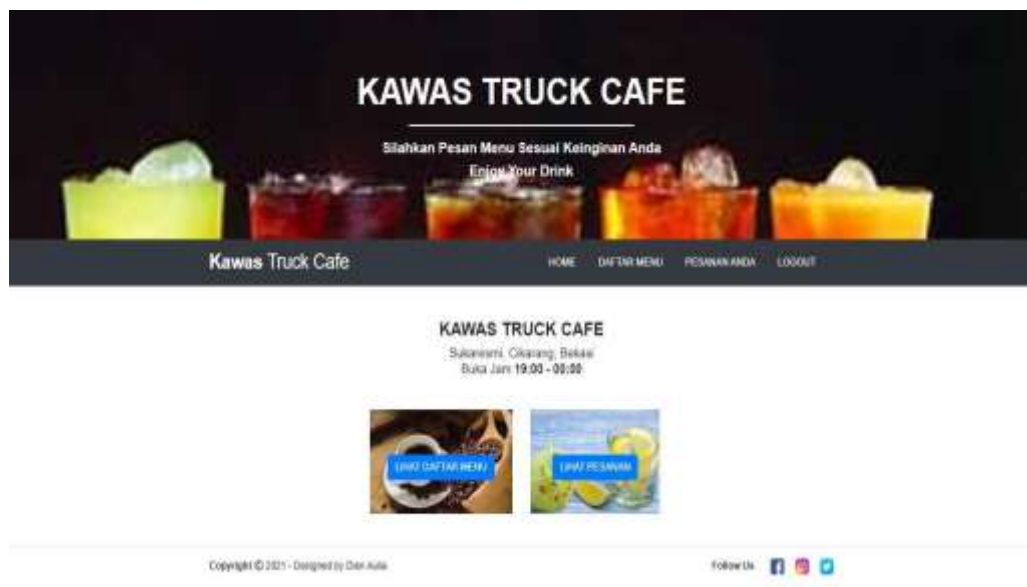 KAWAS TRUCK CAFE
Silahkan Pesan Menu Sesuai Keinginan Anda
Enjoy Your Drink
Kawas Truck Cafe
HOME DAFTAR MENU PESANAN ANDA LOGOUT
KAWAS TRUCK CAFE
Sukaresmi, Cikarang, Bekasi
Buka Jam 19:00 - 00:00
LIHAT DAFTAR MENU LIHAT PESANAN
Copyright © 2021 - Designed by Dien Follow Us